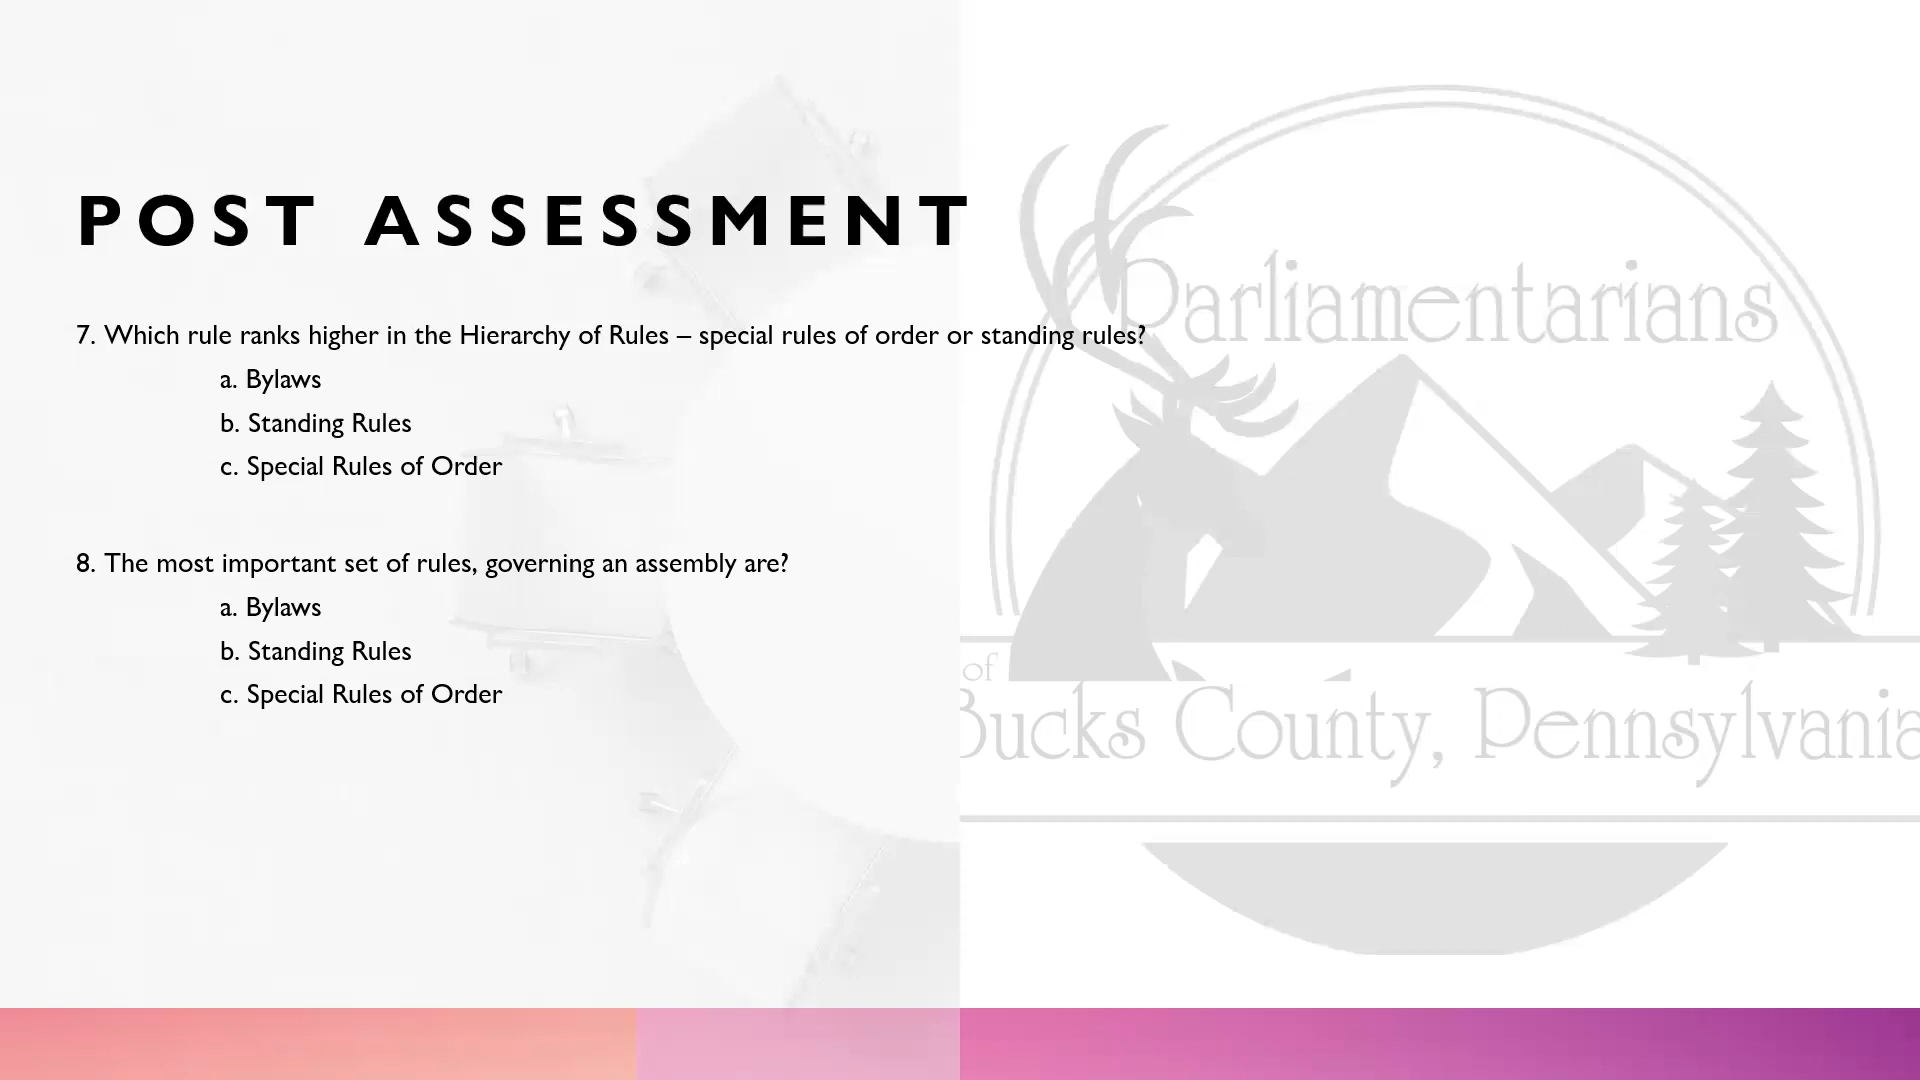 POST ASSESSMENT
7. Which rule ranks higher in the Hierarchy of Rules – special rules of order or standing rules?
a. Bylaws
b. Standing Rules
c. Special Rules of Order
8. The most important set of rules, governing an assembly are?
a. Bylaws
b. Standing Rules
c. Special Rules of Order
Parliamentarians
of
Bucks County, Pennsylvania